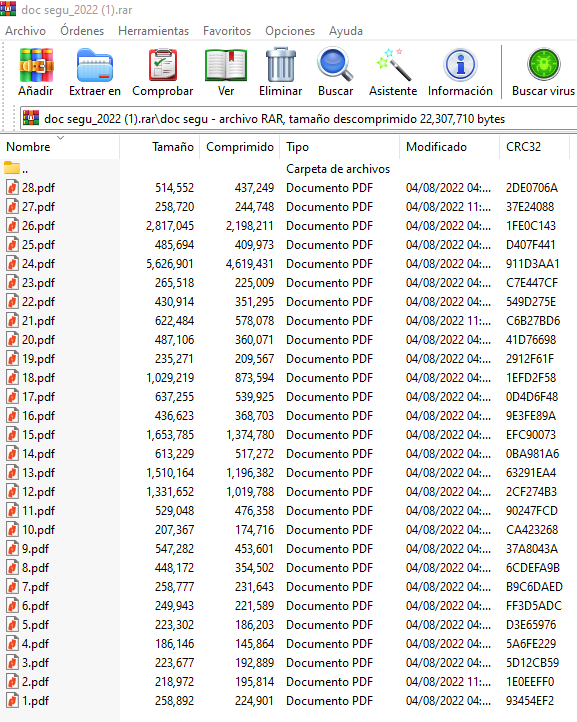 doc segu_2022 (1).rar
Archivo Órdenes Herramientas Favoritos Opciones Ayuda
Añadir Extraer en Comprobar Ver Eliminar Buscar Asistente Información Buscar virus
doc segu_2022 (1).rar\doc segu - archivo RAR, tamaño descomprimido 22,307,710 bytes
Nombre Tamaño Comprimido Tipo Modificado CRC32
.. Carpeta de archivos
28.pdf 514,552 437,249 Documento PDF 04/08/2022 04:... 2DE0706A
27.pdf 258,720 244,748 Documento PDF 04/08/2022 11:... 37E24088
26.pdf 2,817,045 2,198,211 Documento PDF 04/08/2022 04:... 1FE0C143
25.pdf 485,694 409,973 Documento PDF 04/08/2022 04:... D407F441
24.pdf 5,626,901 4,619,431 Documento PDF 04/08/2022 04:... 911D3AA1
23.pdf 265,518 225,009 Documento PDF 04/08/2022 04:... C7E447CF
22.pdf 430,914 351,295 Documento PDF 04/08/2022 04:... 549D275E
21.pdf 622,484 578,078 Documento PDF 04/08/2022 11:... C6B27BD6
20.pdf 487,106 360,071 Documento PDF 04/08/2022 04:... 41D76698
19.pdf 235,271 209,567 Documento PDF 04/08/2022 04:... 2912F61F
18.pdf 1,029,219 873,594 Documento PDF 04/08/2022 04:... 1EFD2F58
17.pdf 637,255 539,925 Documento PDF 04/08/2022 04:... 0D4D6F48
16.pdf 436,623 368,703 Documento PDF 04/08/2022 04:... 9E3FE89A
15.pdf 1,653,785 1,374,780 Documento PDF 04/08/2022 04:... EFC90073
14.pdf 613,229 517,272 Documento PDF 04/08/2022 04:... 0BA981A6
13.pdf 1,510,164 1,196,382 Documento PDF 04/08/2022 04:... 63291EA4
12.pdf 1,331,652 1,019,788 Documento PDF 04/08/2022 04:... 2CF274B3
11.pdf 529,048 476,358 Documento PDF 04/08/2022 04:... 90247FCD
10.pdf 207,367 174,716 Documento PDF 04/08/2022 04:... CA423268
9.pdf 547,282 453,601 Documento PDF 04/08/2022 04:... 37A8043A
8.pdf 448,172 354,502 Documento PDF 04/08/2022 04:... 6CDEFA9B
7.pdf 258,777 231,643 Documento PDF 04/08/2022 04:... B9C6DAED
6.pdf 249,943 221,589 Documento PDF 04/08/2022 04:... FF3D5ADC
5.pdf 223,302 186,203 Documento PDF 04/08/2022 04:... D3E65976
4.pdf 186,146 145,864 Documento PDF 04/08/2022 04:... 5A6FE229
3.pdf 223,677 192,889 Documento PDF 04/08/2022 04:... 5D12CB59
2.pdf 218,972 195,814 Documento PDF 04/08/2022 11:... 1E0EEFF0
1.pdf 258,892 224,901 Documento PDF 04/08/2022 04:... 93454EF2